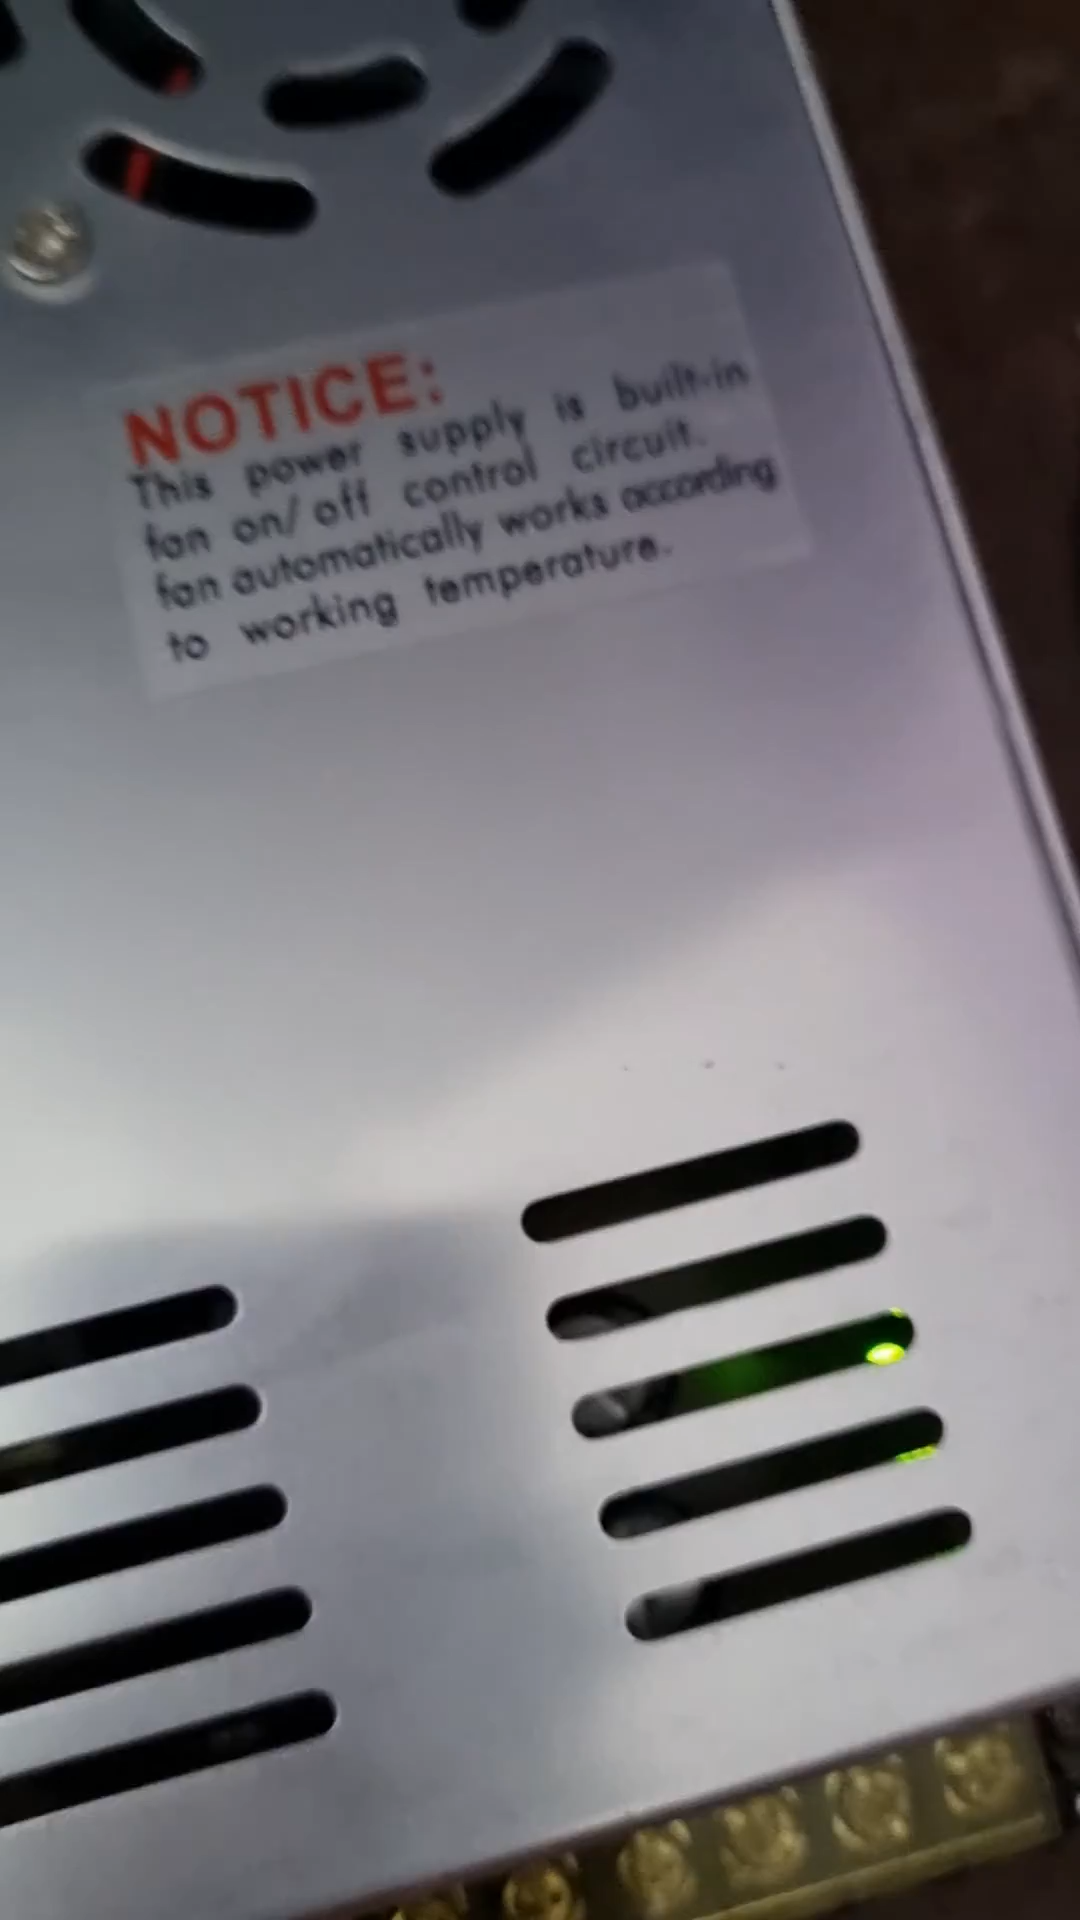 NOTICE:
This power supply is built-in
fan on/off control circuit.
fan automatically works according
to working temperature.